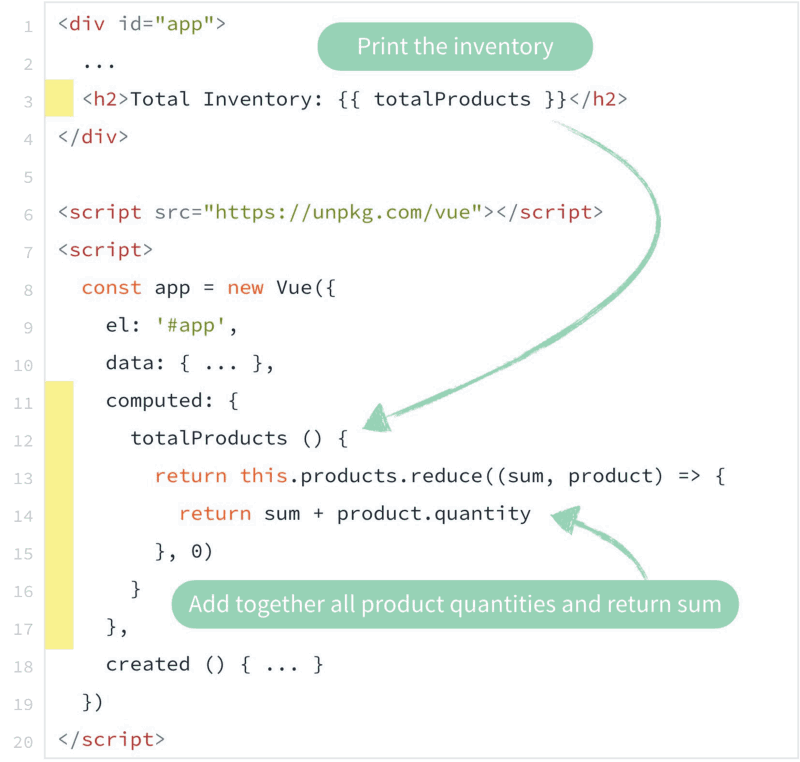 1 <div id="app">
Print the inventory
2   ...
3   <h2>Total Inventory: {{ totalProducts }}</h2>
4 </div>
5
6 <script src="https://unpkg.com/vue"></script>
7 <script>
8   const app = new Vue({
9     el: '#app',
10     data: { ... },
11     computed: {
12       totalProducts () {
13         return this.products.reduce((sum, product) => {
14           return sum + product.quantity
15         }, 0)
16       }
Add together all product quantities and return sum
17     },
18     created () { ... }
19   })
20 </script>